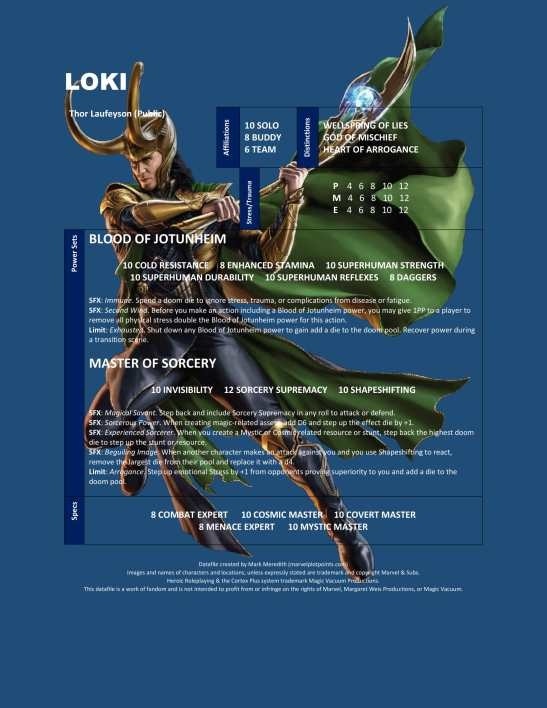 LOKI
Thor Laufeyson (Public)
Affiliations
10 SOLO
8 BUDDY
6 TEAM
Distinctions
WELLSPRING OF LIES
GOD OF MISCHIEF
HEART OF ARROGANCE
Stress/Trauma
P 4 6 8 10 12
M 4 6 8 10 12
E 4 6 8 10 12
Power Sets
BLOOD OF JOTUNHEIM
10 COLD RESISTANCE 8 ENHANCED STAMINA 10 SUPERHUMAN STRENGTH
10 SUPERHUMAN DURABILITY 10 SUPERHUMAN REFLEXES 8 DAGGERS
SFX: Immune. Spend a doom die to ignore stress, trauma, or complications from disease or fatigue.
SFX: Second Wind. Before you make an action including a Blood of Jotunheim power, you may give 1PP to a player to
remove all physical stress double the Blood of Jotunheim power for this action.
Limit: Exhausted. Shut down any Blood of Jotunheim power to gain add a die to the doom pool. Recover power during
a transition scene.
MASTER OF SORCERY
10 INVISIBILITY 12 SORCERY SUPREMACY 10 SHAPESHIFTING
SFX: Magical Savant. Step back and include Sorcery Supremacy in any roll to attack or defend.
SFX: Sorcerous Power. When creating magic-related assets, add D6 and step up the effect die by +1.
SFX: Experienced Sorcerer. When you create a Mystic or Cosmic related resource or stunt, step back the highest doom
die to step up the stunt or resource.
SFX: Beguiling Image. When another character makes an attack against you and you use Shapeshifting to react,
remove the largest die from their pool and replace it with a d4.
Limit: Arrogance. Step up emotional Stress by +1 from opponents proving superiority to you and add a die to the
doom pool.
Specs
8 COMBAT EXPERT 10 COSMIC MASTER 10 COVERT MASTER
8 MENACE EXPERT 10 MYSTIC MASTER
Datafile created by Mark Meredith (marvelplotpoints.com)
Images and names of characters and locations, unless expressly stated are trademark and copyright Marvel & Subs.
Heroic Roleplaying & the Cortex Plus system trademark Magic Vacuum Productions.
This datafile is a work of fandom and is not intended to profit from or infringe on the rights of Marvel, Margaret Weis Productions, or Magic Vacuum.